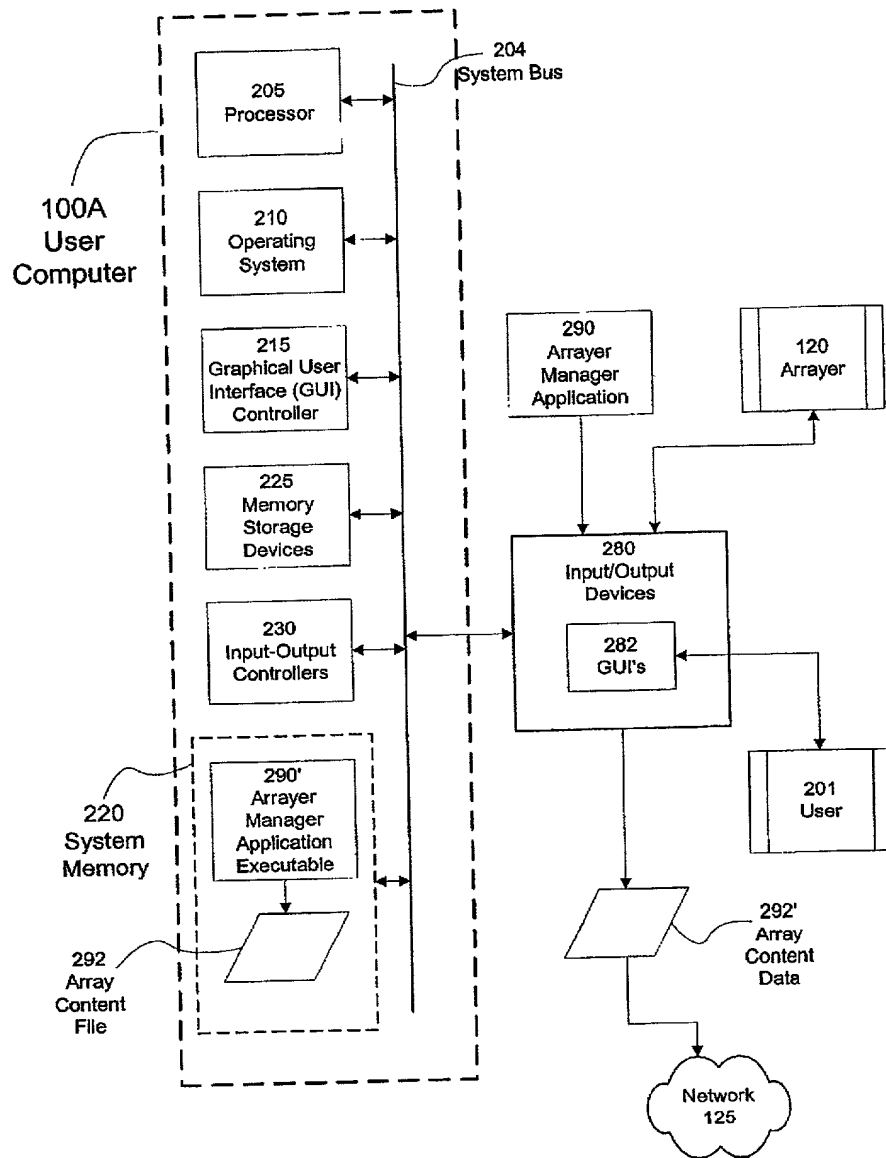 204
System Bus
205
Processor
100A
User
Computer
210
Operating
System
215
Graphical User
Interface (GUI)
Controller
290
Arrayer
Manager
Application
120
Arrayer
225
Memory
Storage
Devices
280
Input/Output
Devices
230
Input-Output
Controllers
282
GUI's
220
System
Memory
290'
Arrayer
Manager
Application
Executable
201
User
292
Array
Content
File
292'
Array
Content
Data
Network
125